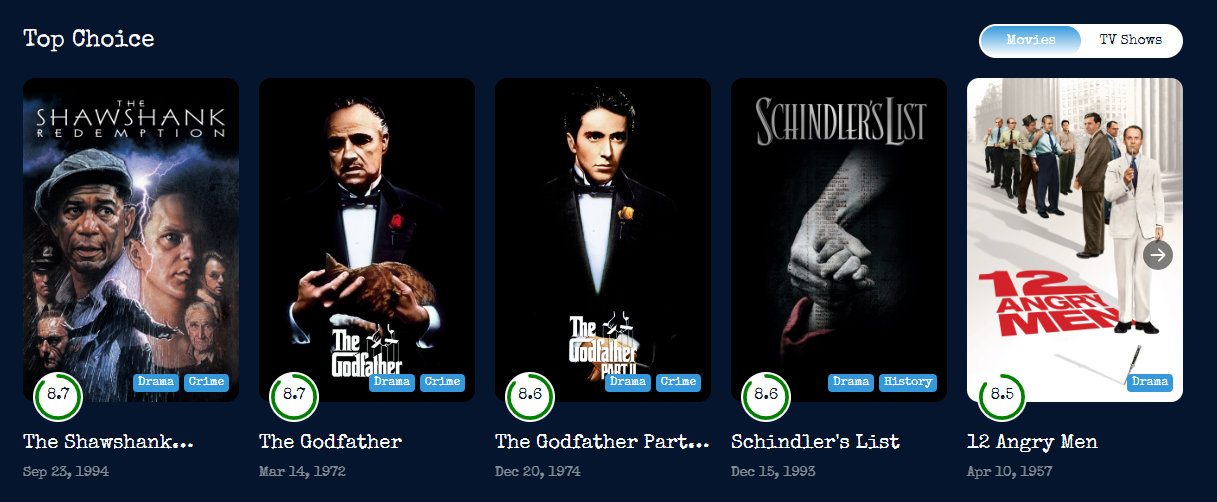 Top Choice
Movies
TV Shows
THE
SHAWSHANK
REDEMPTION
8.7
Drama
Crime
The Shawshank...
Sep 23, 1994
The
Godfather
8.7
Drama
Crime
The Godfather
Mar 14, 1972
The
Godfather
PART II
8.6
Drama
Crime
The Godfather Part...
Dec 20, 1974
SCHINDLER'S LIST
8.6
Drama
History
Schindler's List
Dec 15, 1993
12
ANGRY
MEN
8.5
Drama
12 Angry Men
Apr 10, 1957